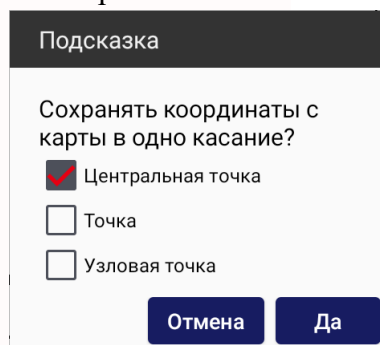 Подсказка
Сохранять координаты с
карты в одно касание?
Центральная точка
Точка
Узловая точка
Отмена
Да